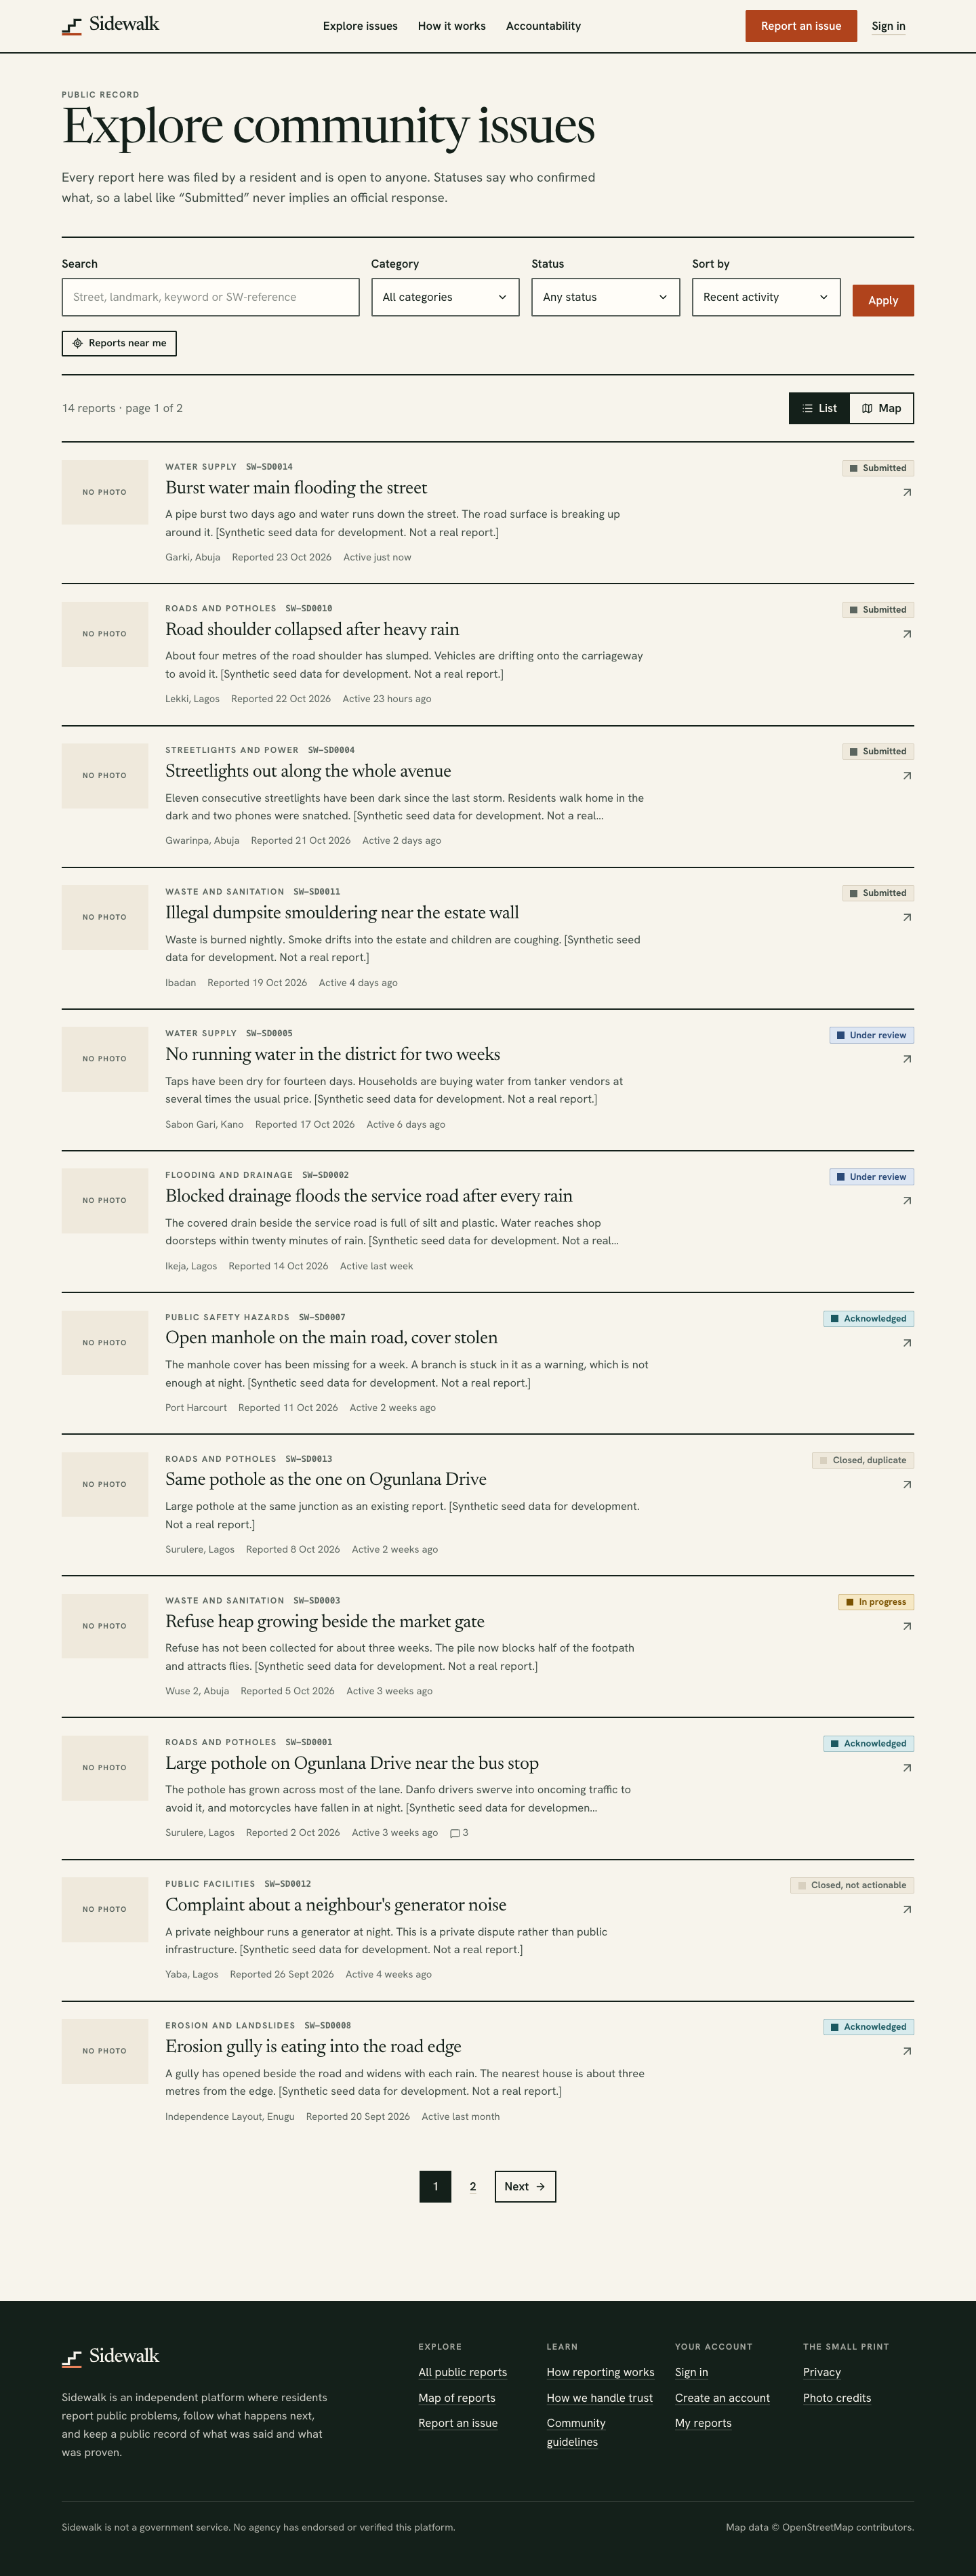 Sidewalk
Explore issues How it works Accountability
Report an issue Sign in
PUBLIC RECORD
Explore community issues
Every report here was filed by a resident and is open to anyone. Statuses say who confirmed
what, so a label like “Submitted” never implies an official response.
Search Category Status Sort by
Street, landmark, keyword or SW-reference All categories Any status Recent activity Apply
Reports near me
14 reports · page 1 of 2
List Map
NO PHOTO
WATER SUPPLY SW-SD0014
Submitted
Burst water main flooding the street
A pipe burst two days ago and water runs down the street. The road surface is breaking up
around it. [Synthetic seed data for development. Not a real report.]
Garki, Abuja Reported 23 Oct 2026 Active just now
NO PHOTO
ROADS AND POTHOLES SW-SD0010
Submitted
Road shoulder collapsed after heavy rain
About four metres of the road shoulder has slumped. Vehicles are drifting onto the carriageway
to avoid it. [Synthetic seed data for development. Not a real report.]
Lekki, Lagos Reported 22 Oct 2026 Active 23 hours ago
NO PHOTO
STREETLIGHTS AND POWER SW-SD0004
Submitted
Streetlights out along the whole avenue
Eleven consecutive streetlights have been dark since the last storm. Residents walk home in the
dark and two phones were snatched. [Synthetic seed data for development. Not a real…
Gwarinpa, Abuja Reported 21 Oct 2026 Active 2 days ago
NO PHOTO
WASTE AND SANITATION SW-SD0011
Submitted
Illegal dumpsite smouldering near the estate wall
Waste is burned nightly. Smoke drifts into the estate and children are coughing. [Synthetic seed
data for development. Not a real report.]
Ibadan Reported 19 Oct 2026 Active 4 days ago
NO PHOTO
WATER SUPPLY SW-SD0005
Under review
No running water in the district for two weeks
Taps have been dry for fourteen days. Households are buying water from tanker vendors at
several times the usual price. [Synthetic seed data for development. Not a real report.]
Sabon Gari, Kano Reported 17 Oct 2026 Active 6 days ago
NO PHOTO
FLOODING AND DRAINAGE SW-SD0002
Under review
Blocked drainage floods the service road after every rain
The covered drain beside the service road is full of silt and plastic. Water reaches shop
doorsteps within twenty minutes of rain. [Synthetic seed data for development. Not a real…
Ikeja, Lagos Reported 14 Oct 2026 Active last week
NO PHOTO
PUBLIC SAFETY HAZARDS SW-SD0007
Acknowledged
Open manhole on the main road, cover stolen
The manhole cover has been missing for a week. A branch is stuck in it as a warning, which is not
enough at night. [Synthetic seed data for development. Not a real report.]
Port Harcourt Reported 11 Oct 2026 Active 2 weeks ago
NO PHOTO
ROADS AND POTHOLES SW-SD0013
Closed, duplicate
Same pothole as the one on Ogunlana Drive
Large pothole at the same junction as an existing report. [Synthetic seed data for development.
Not a real report.]
Surulere, Lagos Reported 8 Oct 2026 Active 2 weeks ago
NO PHOTO
WASTE AND SANITATION SW-SD0003
In progress
Refuse heap growing beside the market gate
Refuse has not been collected for about three weeks. The pile now blocks half of the footpath
and attracts flies. [Synthetic seed data for development. Not a real report.]
Wuse 2, Abuja Reported 5 Oct 2026 Active 3 weeks ago
NO PHOTO
ROADS AND POTHOLES SW-SD0001
Acknowledged
Large pothole on Ogunlana Drive near the bus stop
The pothole has grown across most of the lane. Danfo drivers swerve into oncoming traffic to
avoid it, and motorcycles have fallen in at night. [Synthetic seed data for developmen…
Surulere, Lagos Reported 2 Oct 2026 Active 3 weeks ago 3
NO PHOTO
PUBLIC FACILITIES SW-SD0012
Closed, not actionable
Complaint about a neighbour's generator noise
A private neighbour runs a generator at night. This is a private dispute rather than public
infrastructure. [Synthetic seed data for development. Not a real report.]
Yaba, Lagos Reported 26 Sept 2026 Active 4 weeks ago
NO PHOTO
EROSION AND LANDSLIDES SW-SD0008
Acknowledged
Erosion gully is eating into the road edge
A gully has opened beside the road and widens with each rain. The nearest house is about three
metres from the edge. [Synthetic seed data for development. Not a real report.]
Independence Layout, Enugu Reported 20 Sept 2026 Active last month
1 2 Next
Sidewalk
Sidewalk is an independent platform where residents
report public problems, follow what happens next,
and keep a public record of what was said and what
was proven.
EXPLORE
All public reports
Map of reports
Report an issue
LEARN
How reporting works
How we handle trust
Community
guidelines
YOUR ACCOUNT
Sign in
Create an account
My reports
THE SMALL PRINT
Privacy
Photo credits
Sidewalk is not a government service. No agency has endorsed or verified this platform.
Map data © OpenStreetMap contributors.